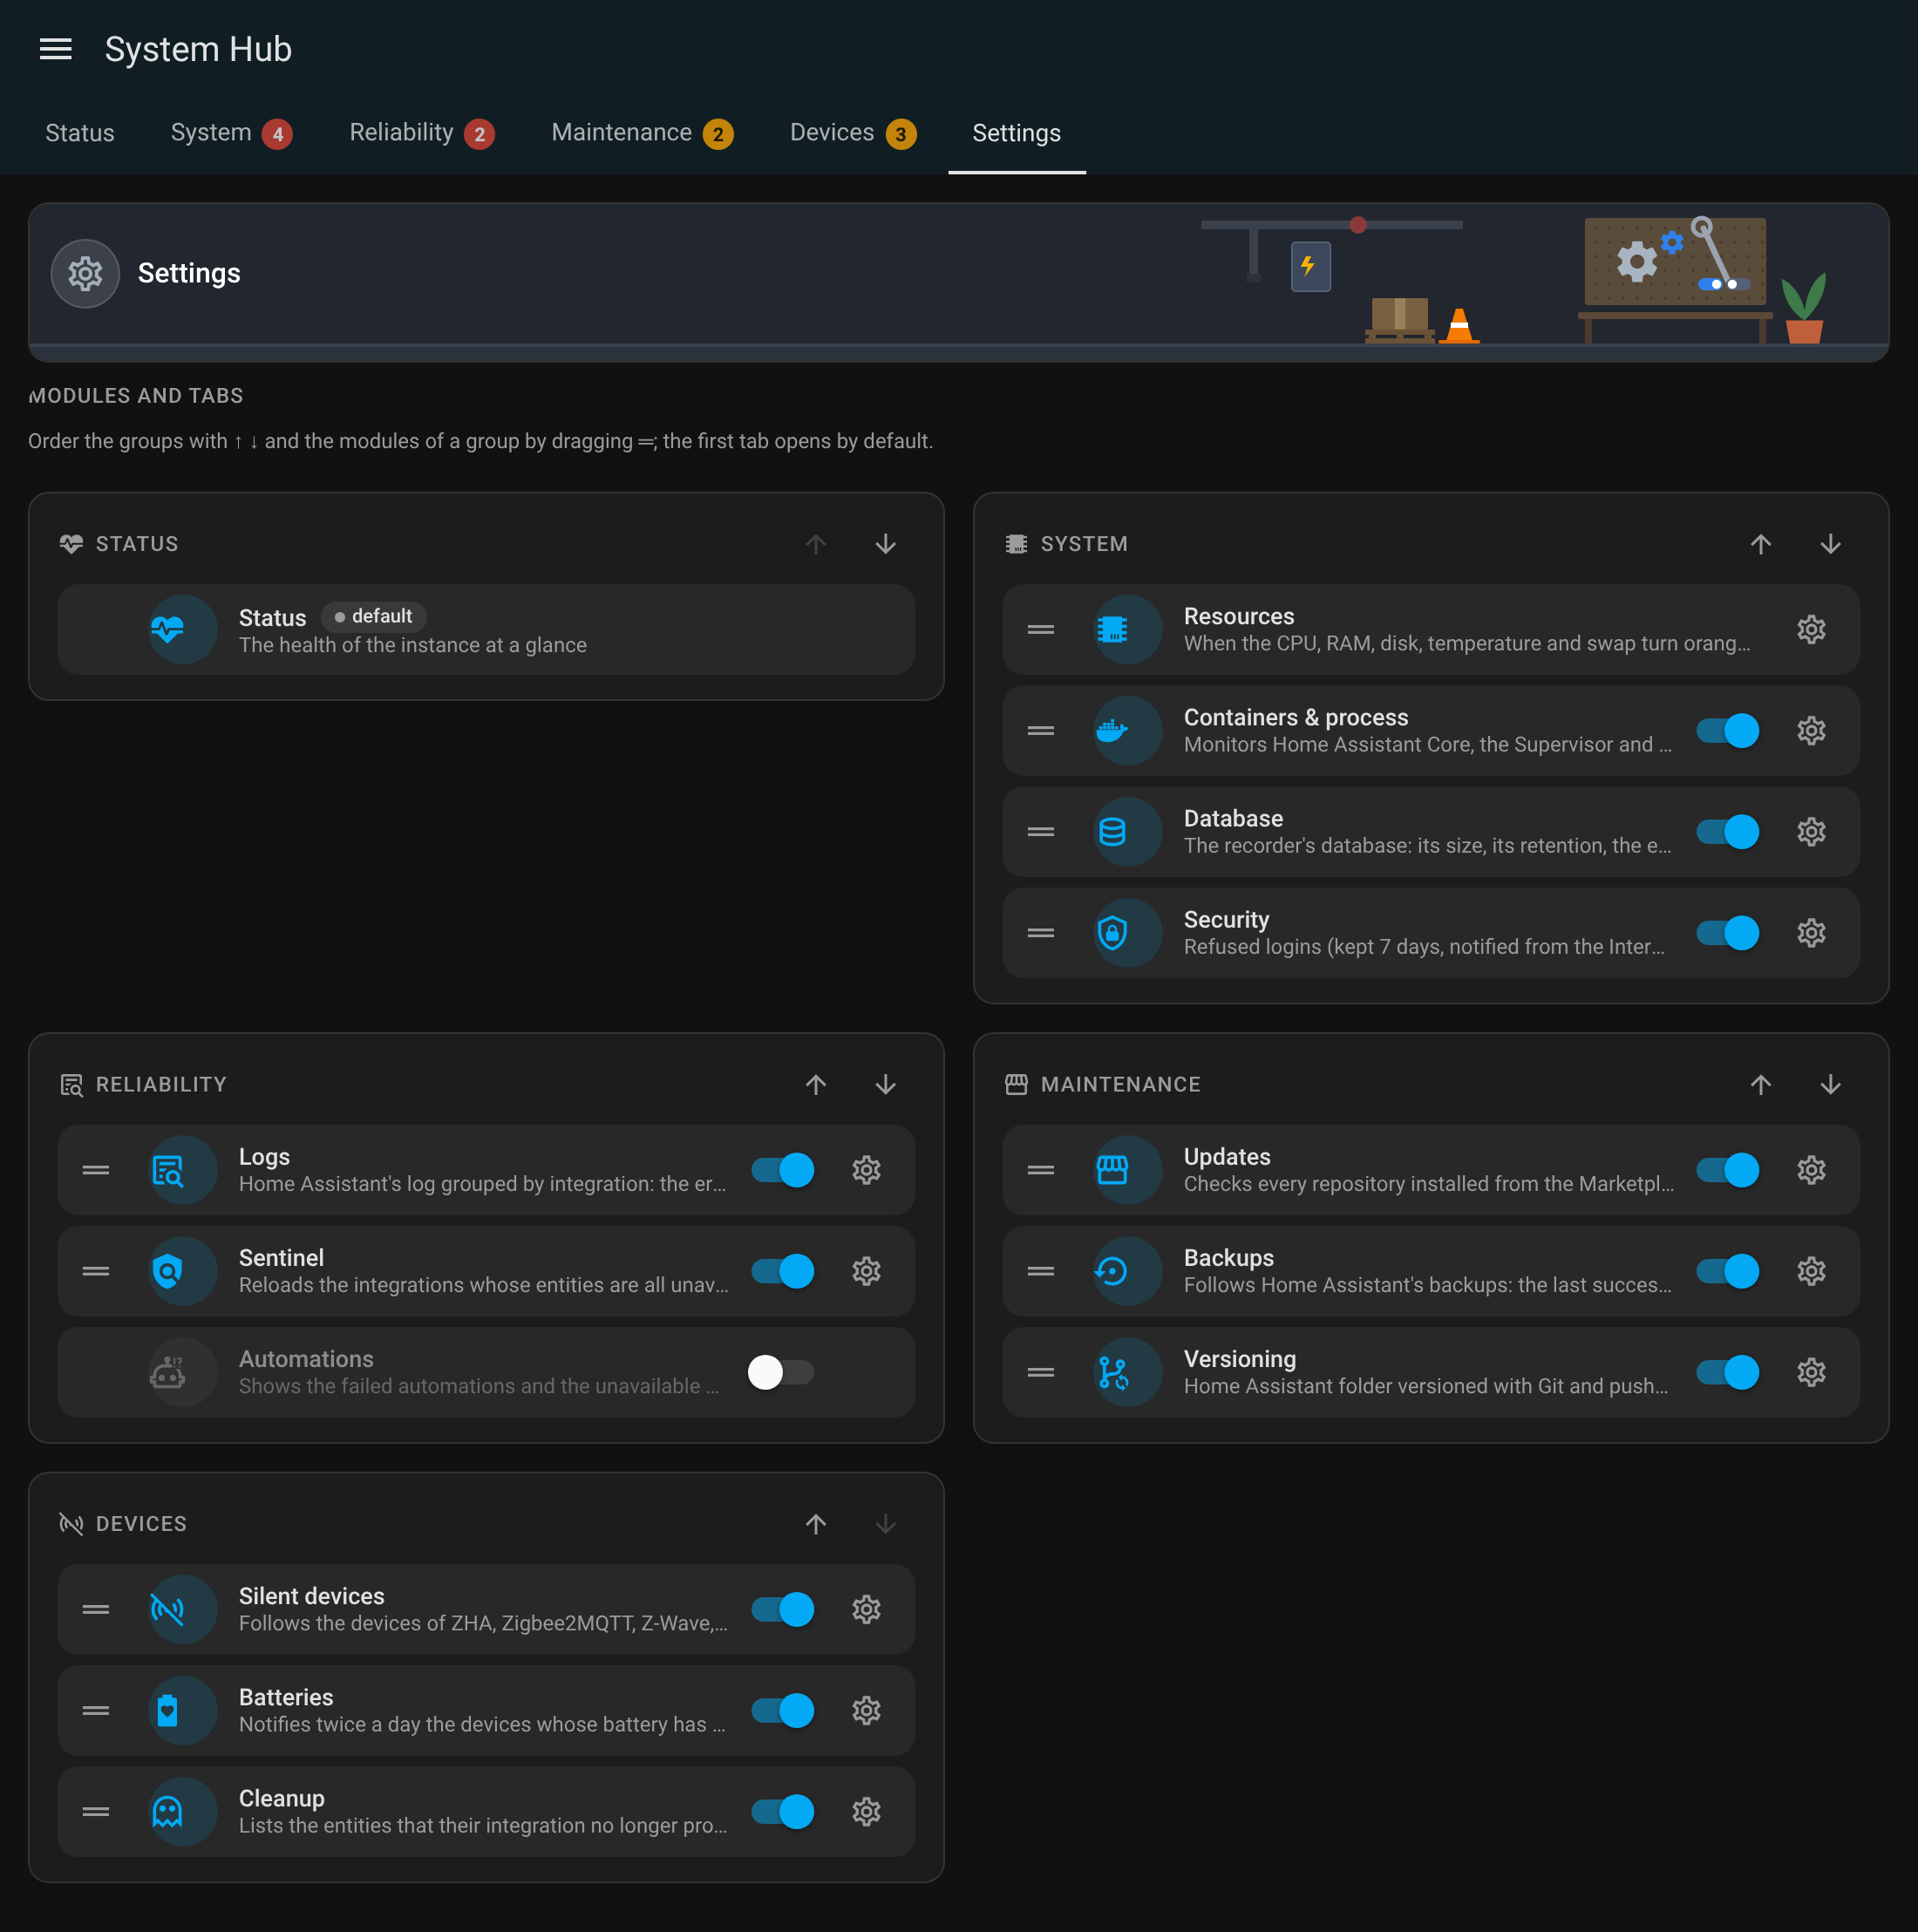 System Hub
Status
System 4
Reliability 2
Maintenance 2
Devices 3
Settings
Settings
MODULES AND TABS
Order the groups with ↑ ↓ and the modules of a group by dragging ═; the first tab opens by default.
STATUS
Status default
The health of the instance at a glance
SYSTEM
Resources
When the CPU, RAM, disk, temperature and swap turn orang...
Containers & process
Monitors Home Assistant Core, the Supervisor and ...
Database
The recorder's database: its size, its retention, the e...
Security
Refused logins (kept 7 days, notified from the Inter...
RELIABILITY
Logs
Home Assistant's log grouped by integration: the er...
Sentinel
Reloads the integrations whose entities are all unav...
Automations
Shows the failed automations and the unavailable ...
MAINTENANCE
Updates
Checks every repository installed from the Marketpl...
Backups
Follows Home Assistant's backups: the last succes...
Versioning
Home Assistant folder versioned with Git and push...
DEVICES
Silent devices
Follows the devices of ZHA, Zigbee2MQTT, Z-Wave,...
Batteries
Notifies twice a day the devices whose battery has ...
Cleanup
Lists the entities that their integration no longer pro...